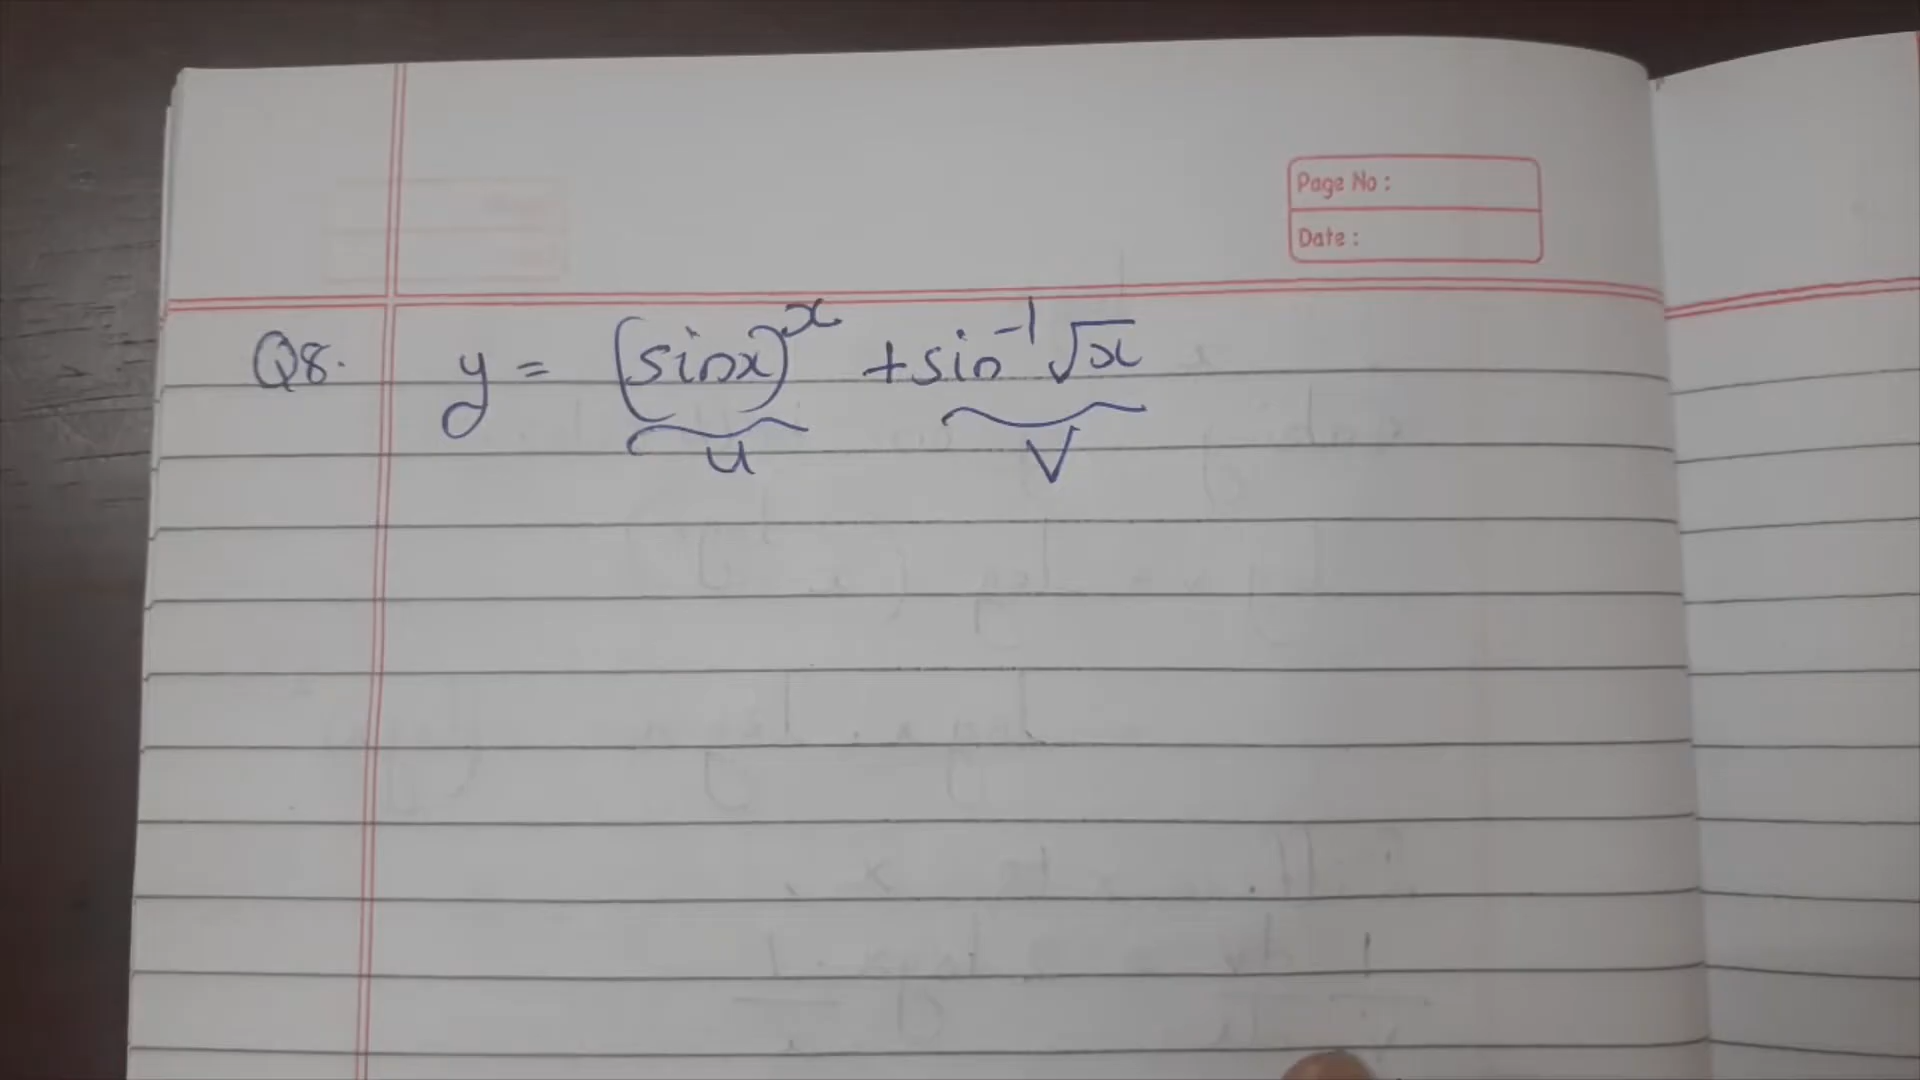 Page No :
Date :
Q8. y = (sinx)^x + sin^-1 √x
u V